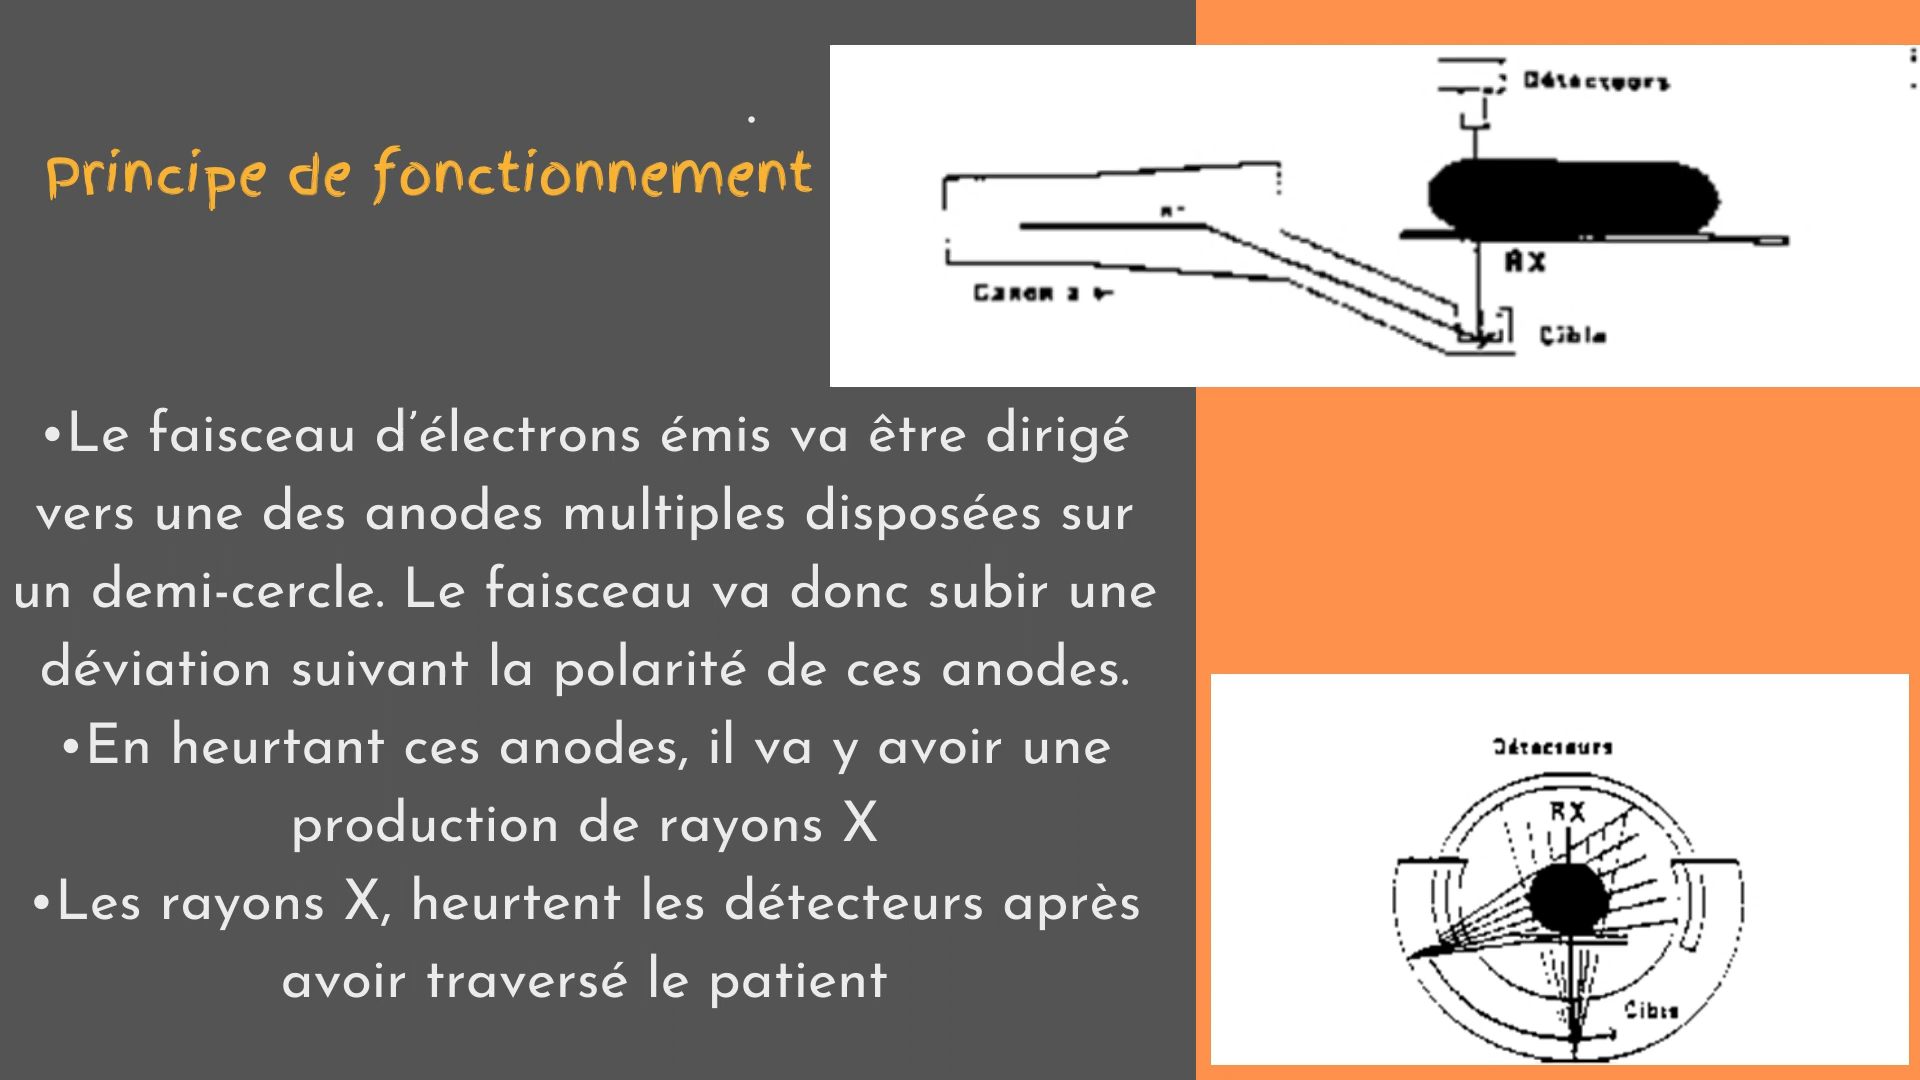 Principe de fonctionnement
Détecteurs
RX
Cible
•Le faisceau d’électrons émis va être dirigé
vers une des anodes multiples disposées sur
un demi-cercle. Le faisceau va donc subir une
déviation suivant la polarité de ces anodes.
•En heurtant ces anodes, il va y avoir une
production de rayons X
•Les rayons X, heurtent les détecteurs après
avoir traversé le patient
Détecteurs
RX
Cible